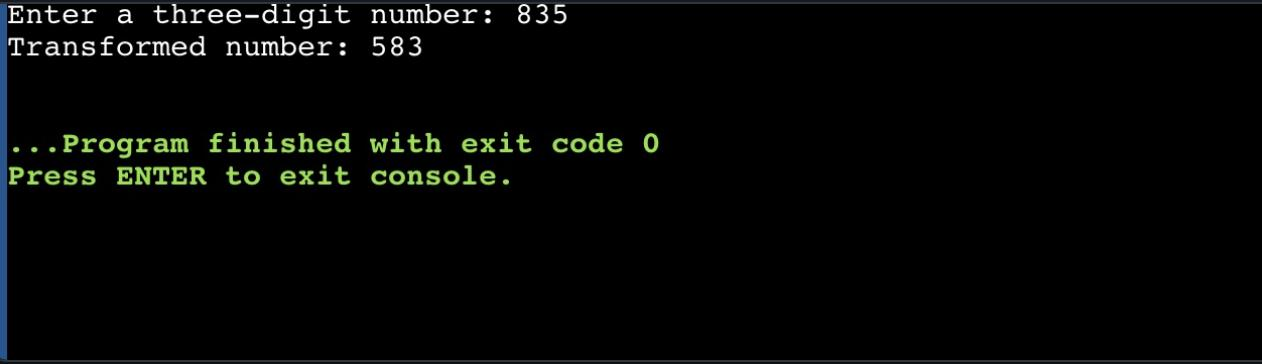 Enter a three-digit number: 835
Transformed number: 583
...Program finished with exit code 0
Press ENTER to exit console.